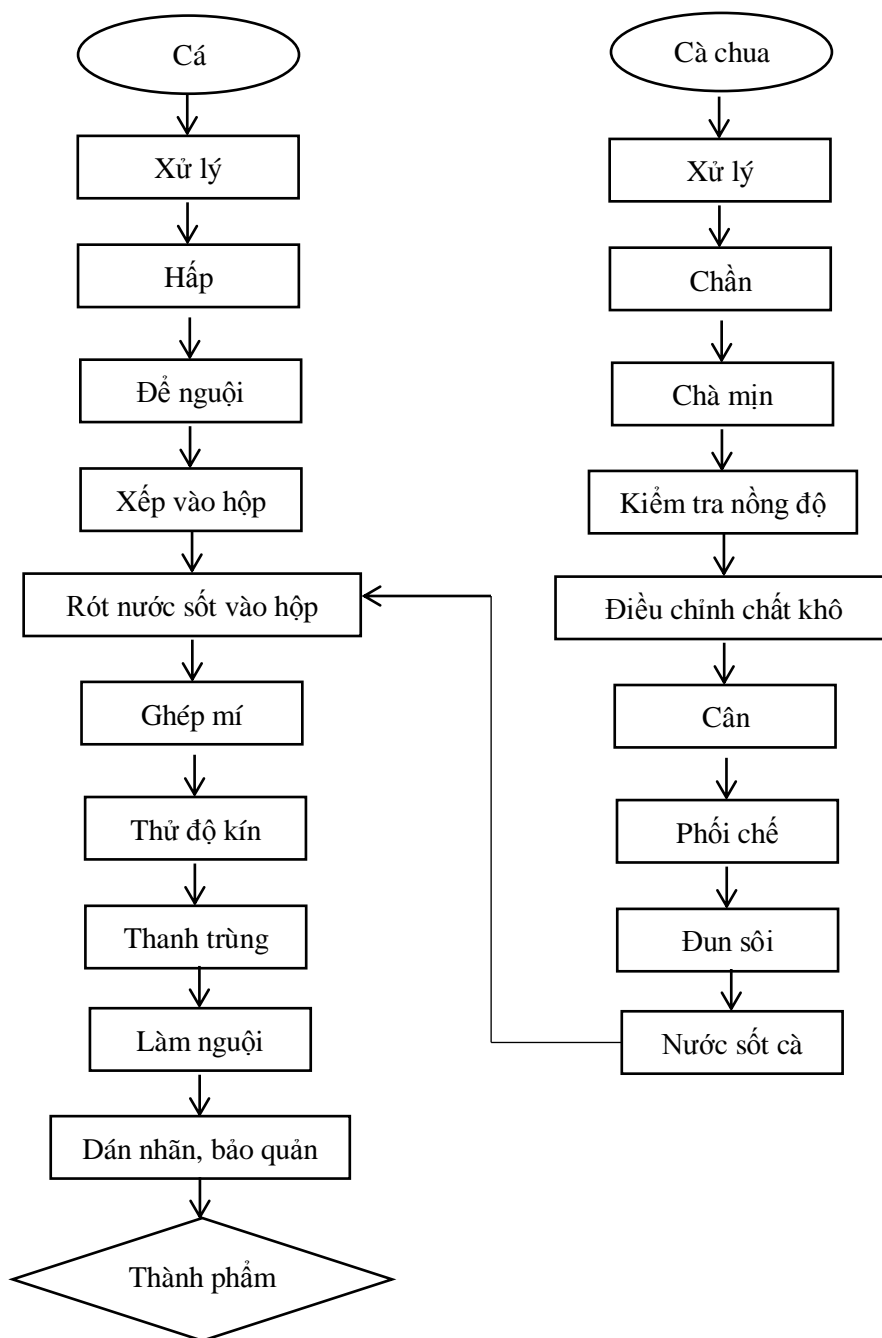 Cá
Xử lý
Hấp
Để nguội
Xếp vào hộp
Rót nước sốt vào hộp
Ghép mí
Thử độ kín
Thanh trùng
Làm nguội
Dán nhãn, bảo quản
Thành phẩm
Cà chua
Xử lý
Chần
Chà mịn
Kiểm tra nồng độ
Điều chỉnh chất khô
Cân
Phối chế
Đun sôi
Nước sốt cà